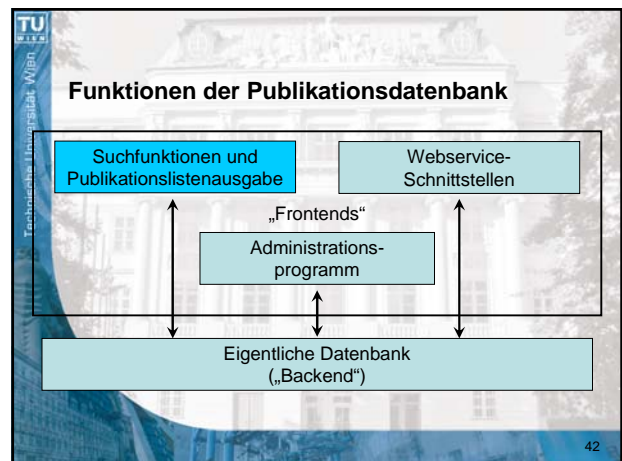 TU
WIEN
Technische Universität Wien
Funktionen der Publikationsdatenbank
Suchfunktionen und
Publikationslistenausgabe
Webservice-
Schnittstellen
„Frontends“
Administrations-
programm
Eigentliche Datenbank
(„Backend“)
42